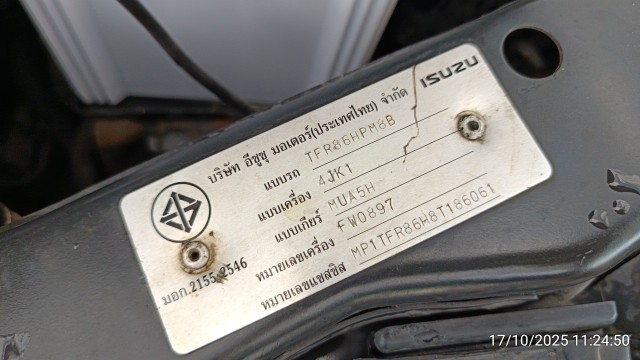 ISUZU
บริษัท อีซูซุ มอเตอร์(ประเทศไทย) จำกัด
แบบรถ TFR86HPM8B
แบบเครื่อง 4JK1
แบบเกียร์ MUA5H
หมายเลขเครื่อง FW0897
หมายเลขแชสซิส MP1TFR86H8T186061
มอก.2155-2546
17/10/2025 11:24:50